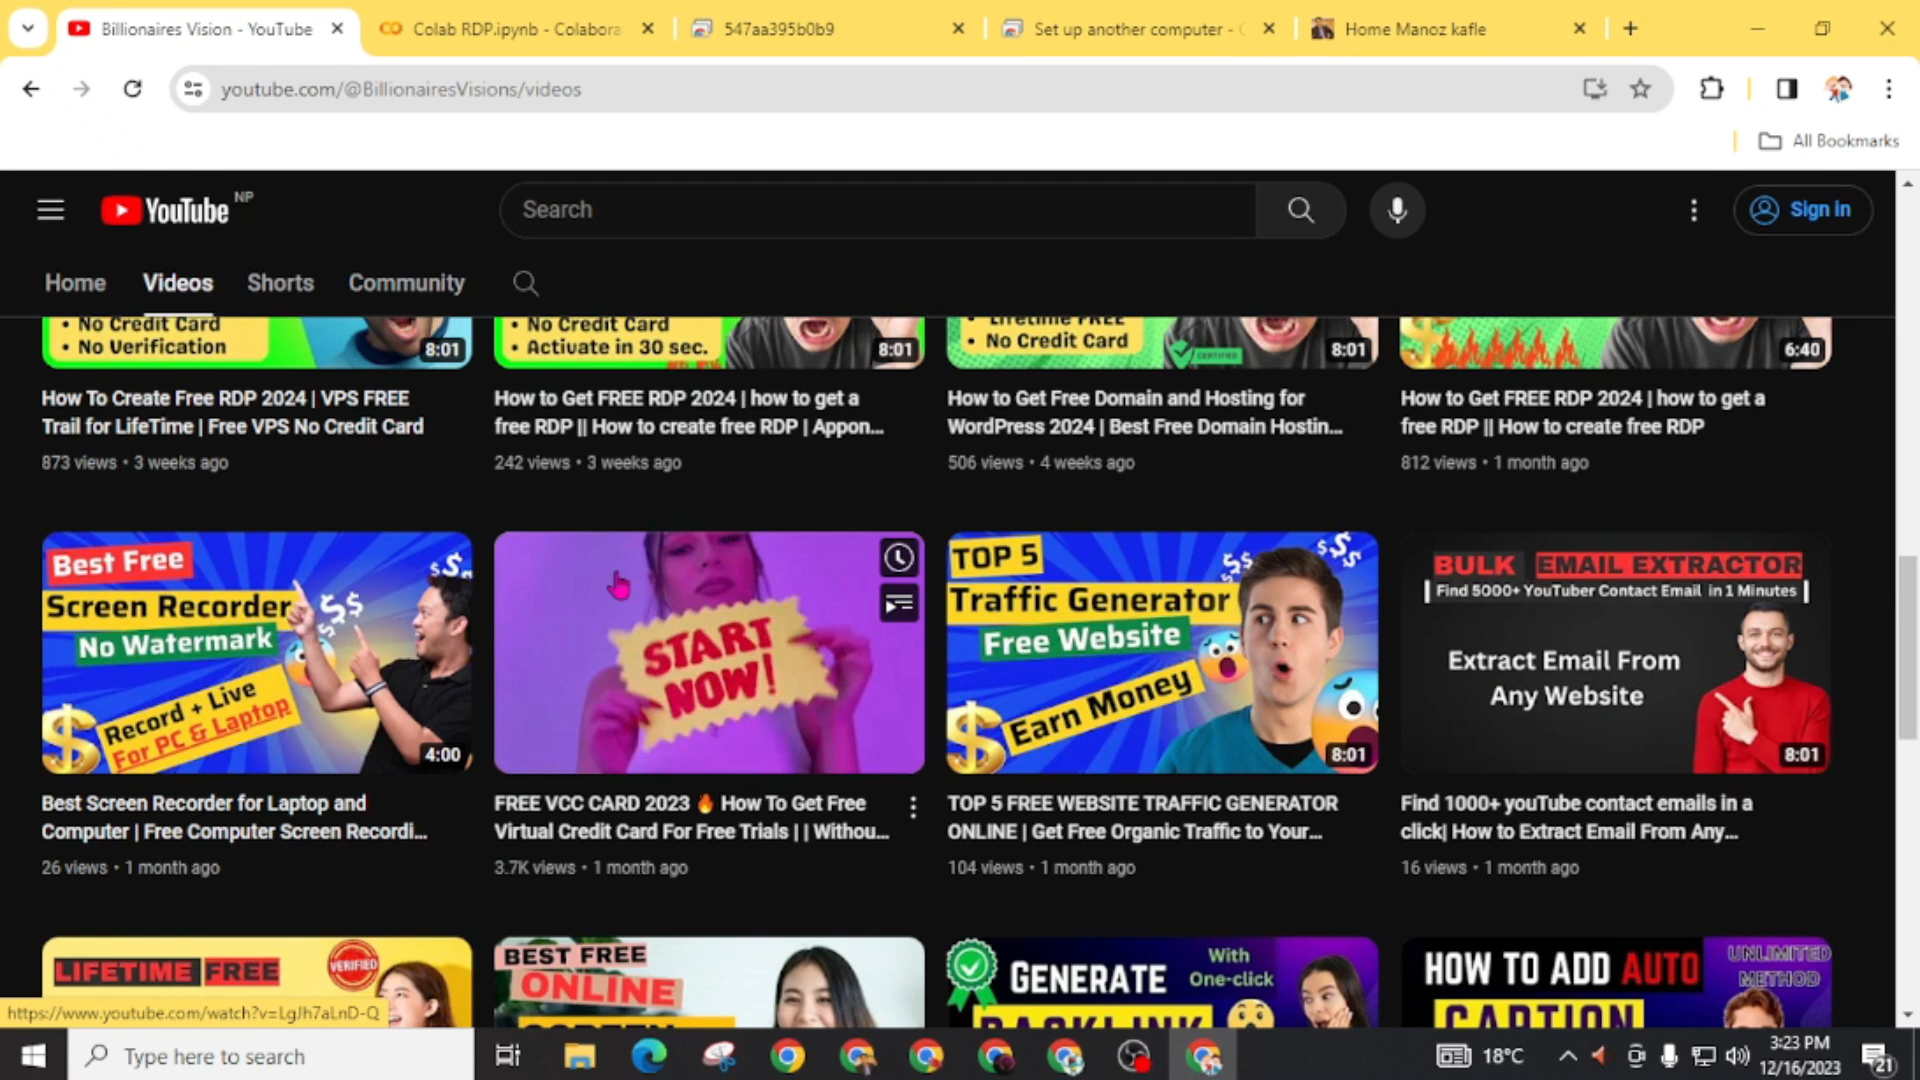 Billionaires Vision - YouTube
Colab RDP.ipynb - Colabora
547aa395b0b9
Set up another computer -
Home Manoz kafle
youtube.com/@BillionairesVisions/videos
All Bookmarks
YouTube NP
Search
Sign in
Home
Videos
Shorts
Community
• No Credit Card
• No Verification
8:01
• No Credit Card
• Activate in 30 sec.
8:01
• Lifetime FREE
• No Credit Card
CERTIFIED
8:01
6:40
How To Create Free RDP 2024 | VPS FREE
Trail for LifeTime | Free VPS No Credit Card
873 views • 3 weeks ago
How to Get FREE RDP 2024 | how to get a
free RDP || How to create free RDP | Appon...
242 views • 3 weeks ago
How to Get Free Domain and Hosting for
WordPress 2024 | Best Free Domain Hostin...
506 views • 4 weeks ago
How to Get FREE RDP 2024 | how to get a
free RDP || How to create free RDP
812 views • 1 month ago
Best Free
Screen Recorder
No Watermark
Record + Live
For PC & Laptop
4:00
START
NOW!
TOP 5
Traffic Generator
Free Website
Earn Money
8:01
BULK EMAIL EXTRACTOR
| Find 5000+ YouTuber Contact Email in 1 Minutes |
Extract Email From
Any Website
8:01
Best Screen Recorder for Laptop and
Computer | Free Computer Screen Recordi...
26 views • 1 month ago
FREE VCC CARD 2023 🔥 How To Get Free
Virtual Credit Card For Free Trials | | Withou...
3.7K views • 1 month ago
TOP 5 FREE WEBSITE TRAFFIC GENERATOR
ONLINE | Get Free Organic Traffic to Your...
104 views • 1 month ago
Find 1000+ youTube contact emails in a
click| How to Extract Email From Any...
16 views • 1 month ago
LIFETIME FREE
VERIFIED
BEST FREE
ONLINE
SCREEN
GENERATE
With
One-click
BACKLINK
HOW TO ADD AUTO
CAPTION
UNLIMITED
METHOD
https://www.youtube.com/watch?v=LgJh7aLnD-Q
Type here to search
18°C
3:23 PM
12/16/2023
21